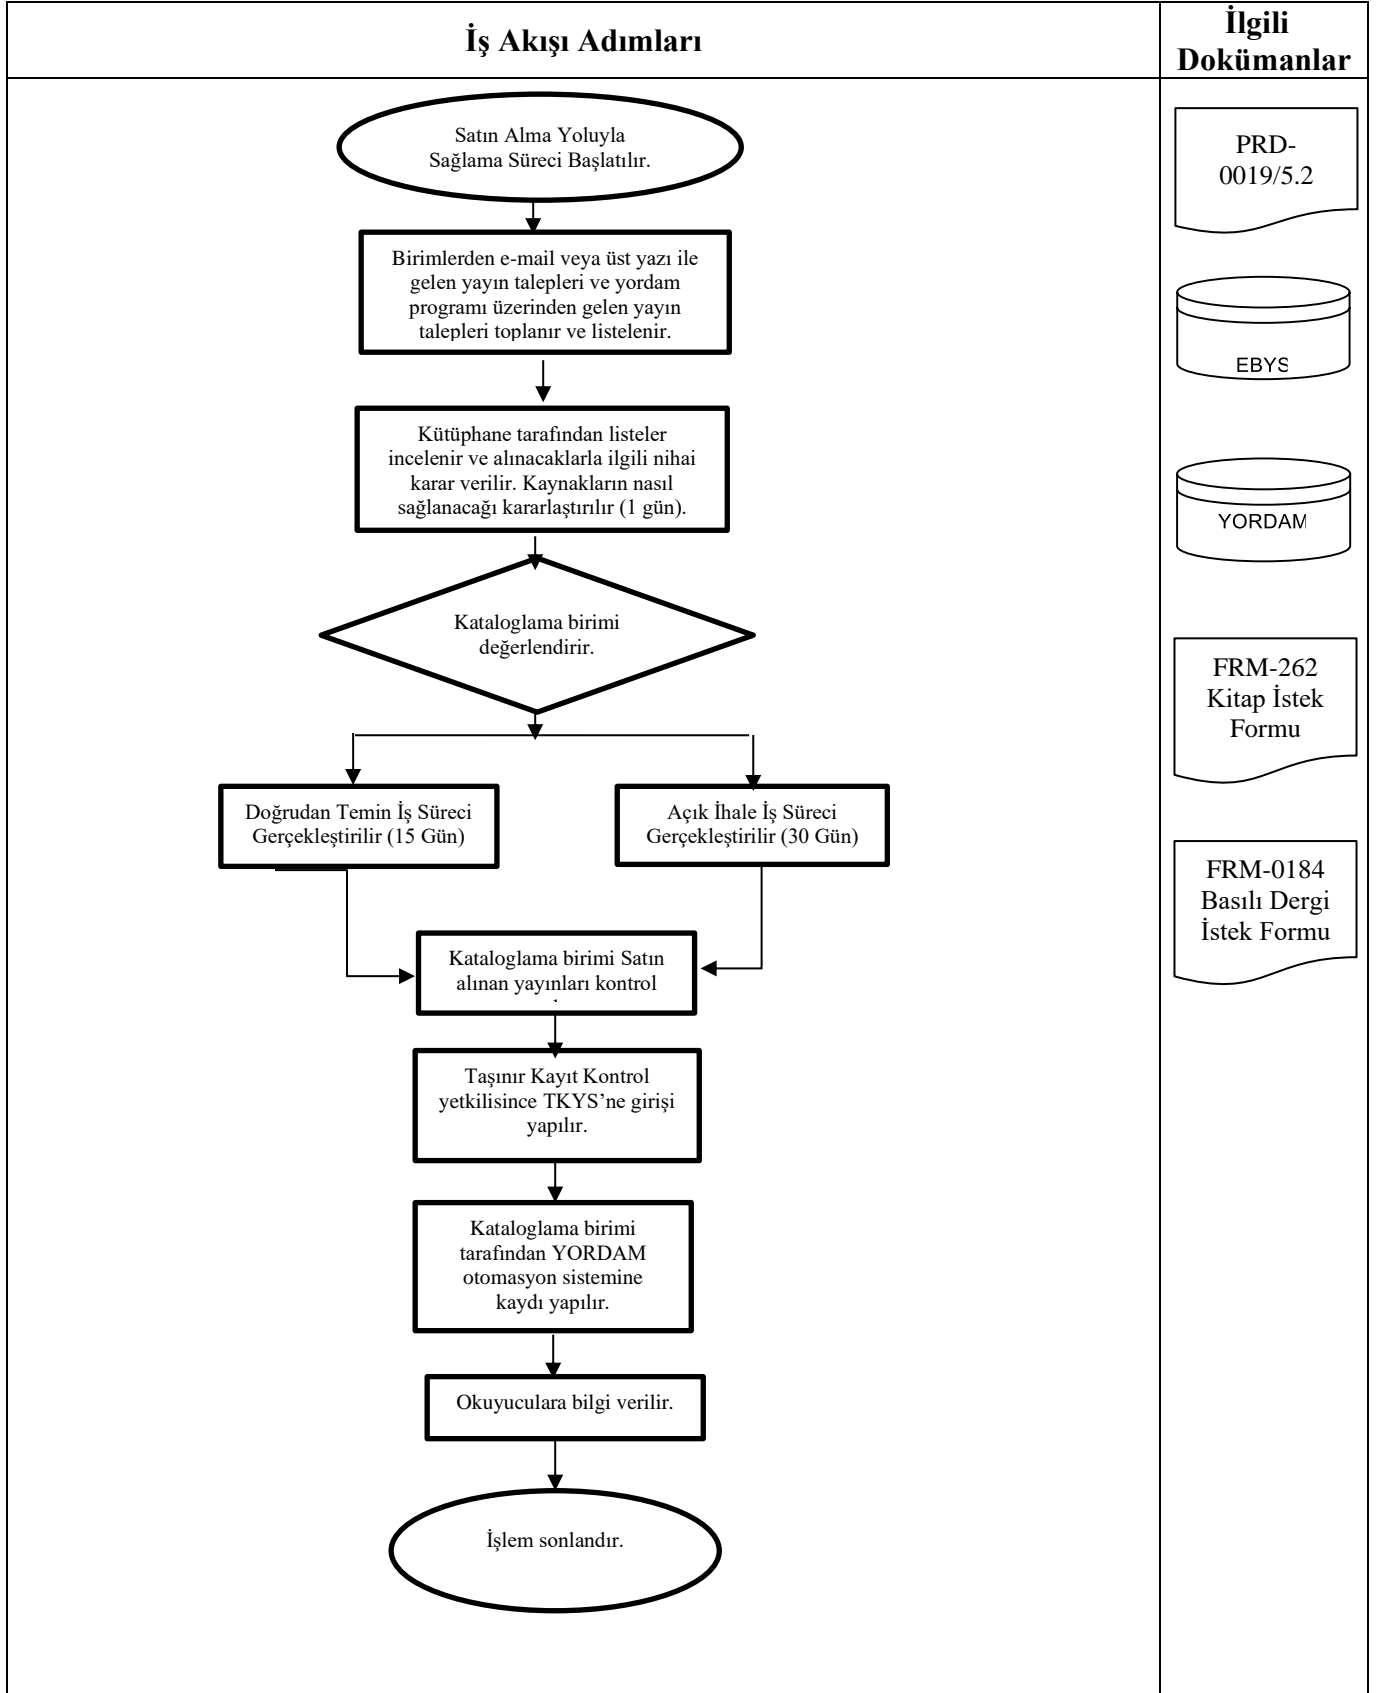 İş Akışı Adımları
İlgili
Dokümanlar
Satın Alma Yoluyla
Sağlama Süreci Başlatılır.
Birimlerden e-mail veya üst yazı ile
gelen yayın talepleri ve yordam
programı üzerinden gelen yayın
talepleri toplanır ve listelenir.
Kütüphane tarafından listeler
incelenir ve alınacaklarla ilgili nihai
karar verilir. Kaynakların nasıl
sağlanacağı kararlaştırılır (1 gün).
Kataloglama birimi
değerlendirir.
Doğrudan Temin İş Süreci
Gerçekleştirilir (15 Gün)
Açık İhale İş Süreci
Gerçekleştirilir (30 Gün)
Kataloglama birimi Satın
alınan yayınları kontrol
Taşınır Kayıt Kontrol
yetkilisince TKYS’ne girişi
yapılır.
Kataloglama birimi
tarafından YORDAM
otomasyon sistemine
kaydı yapılır.
Okuyuculara bilgi verilir.
İşlem sonlandır.
PRD-
0019/5.2
EBYS
YORDAM
FRM-262
Kitap İstek
Formu
FRM-0184
Basılı Dergi
İstek Formu